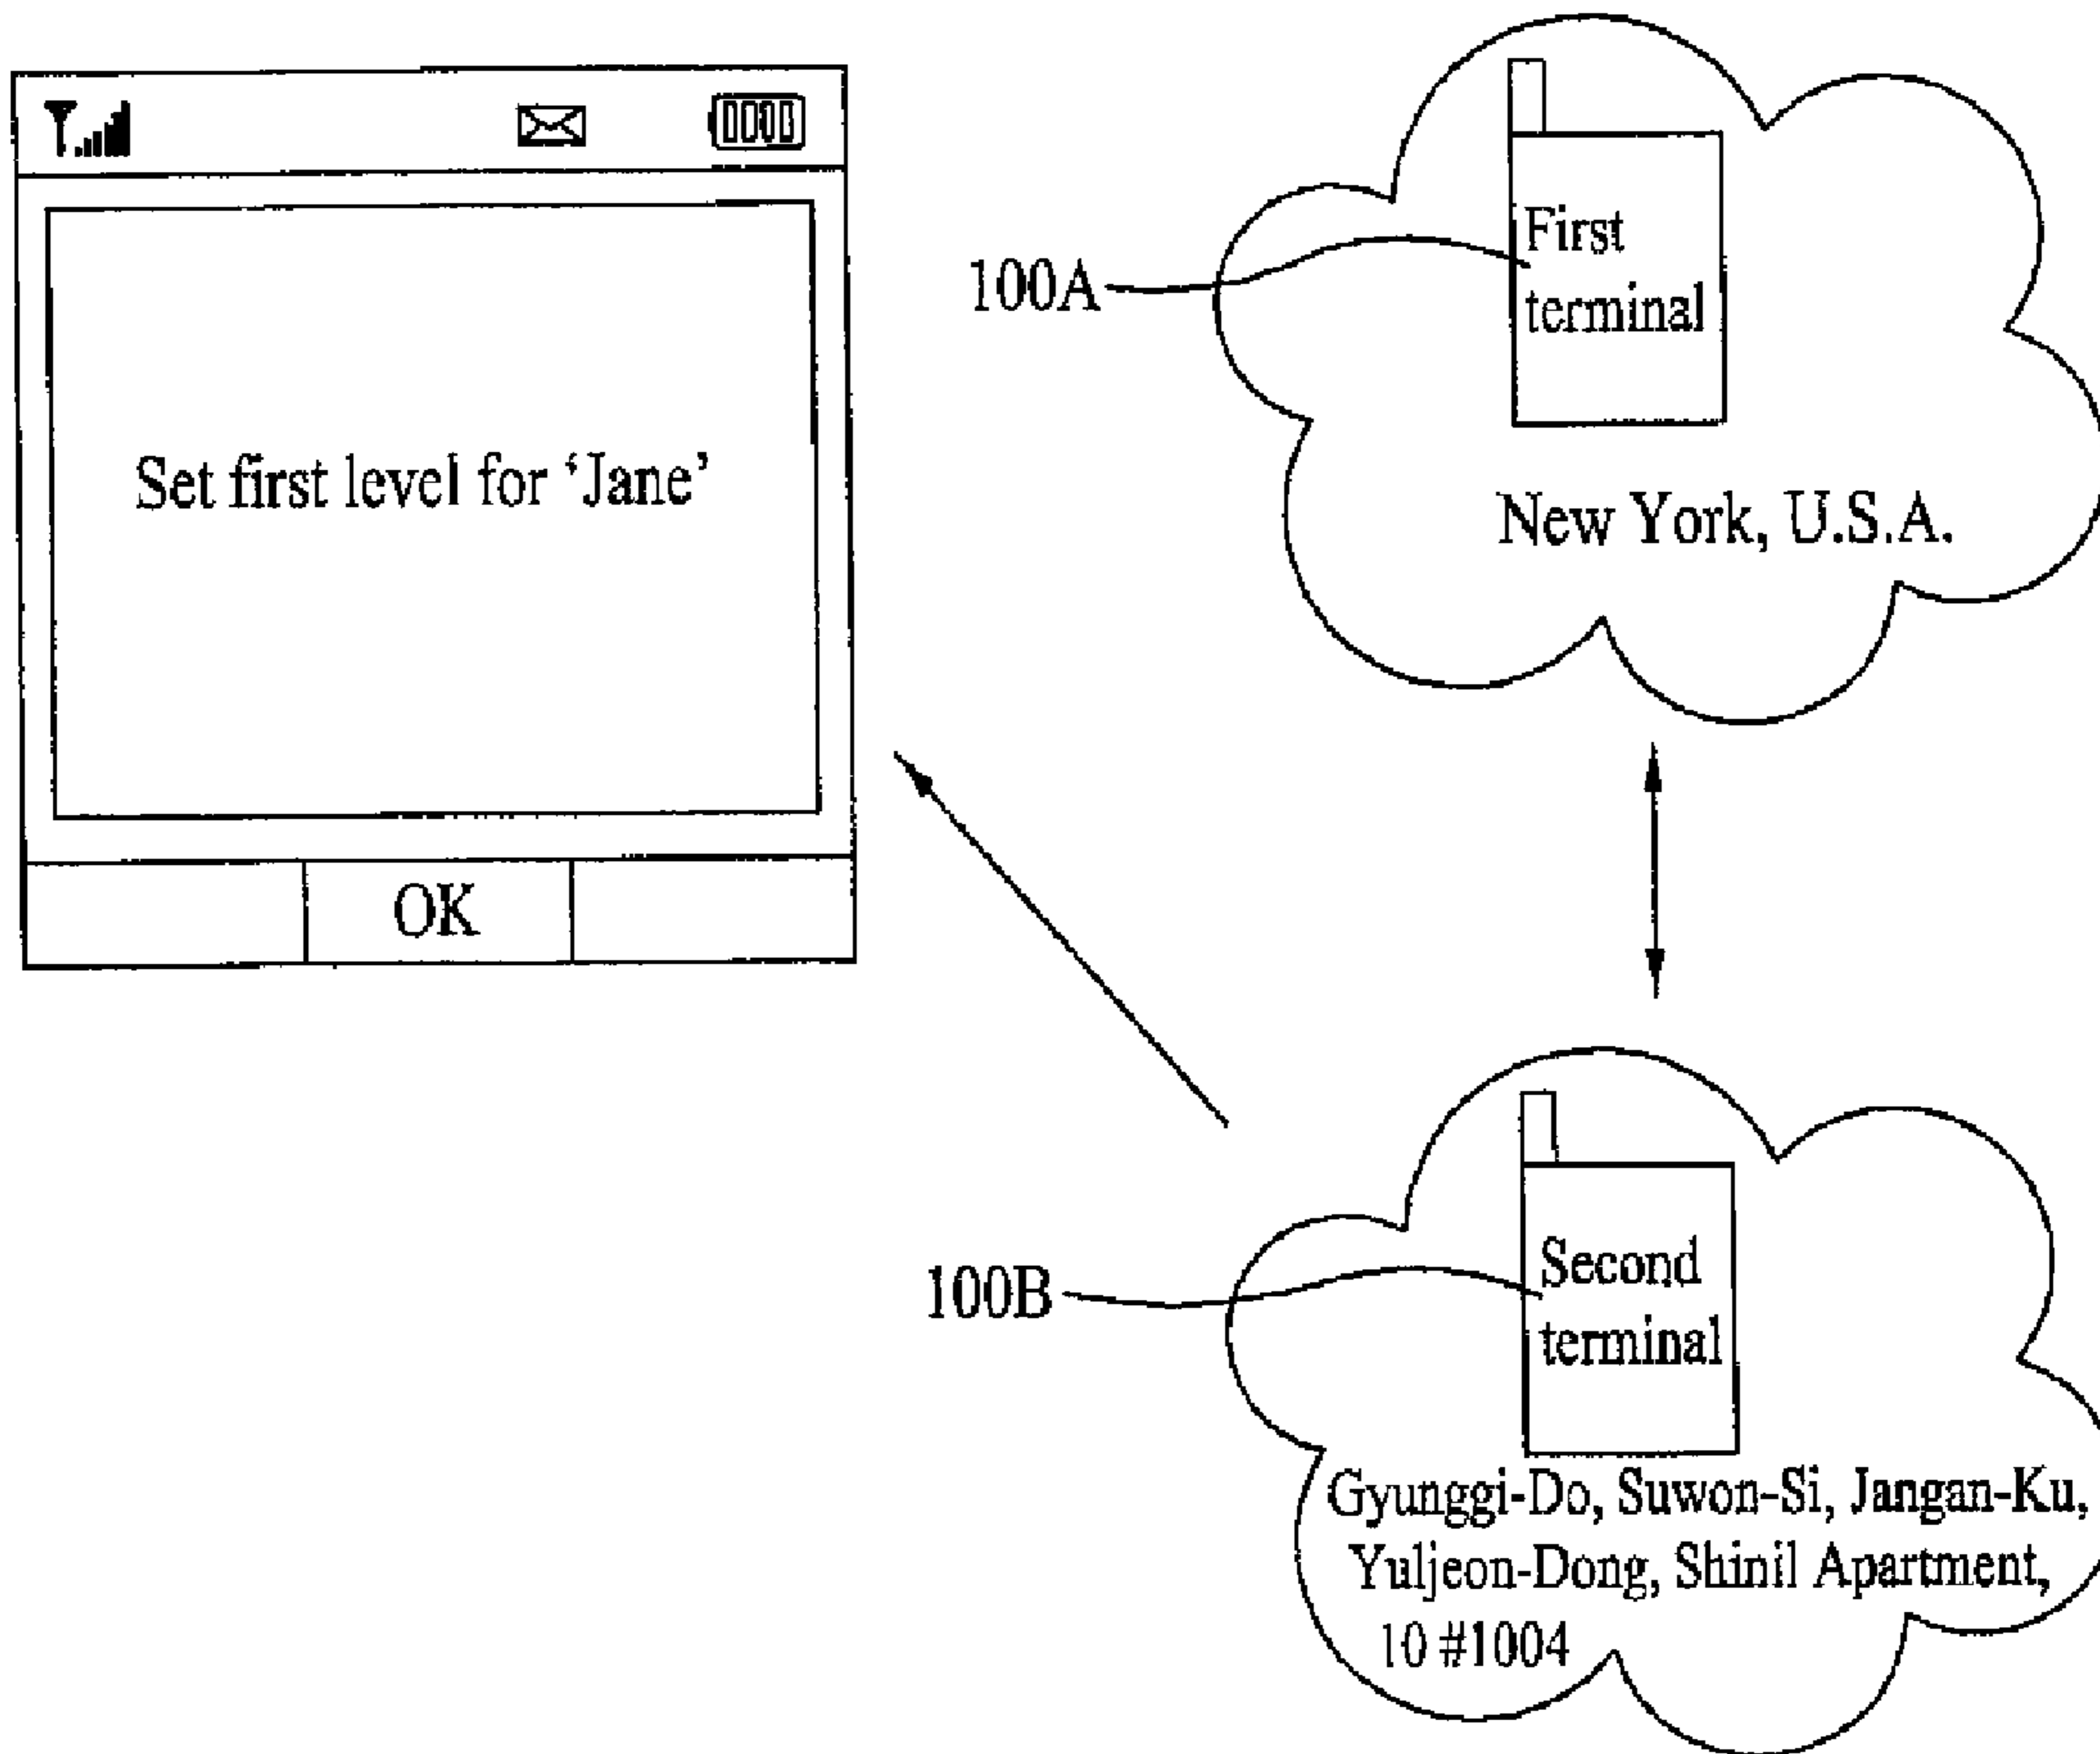 Set first level for ‘Jane’
OK
100A
First
terminal
New York, U.S.A.
100B
Second
terminal
Gyunggi-Do, Suwon-Si, Jangan-Ku,
Yuljeon-Dong, Shinil Apartment,
10 #1004